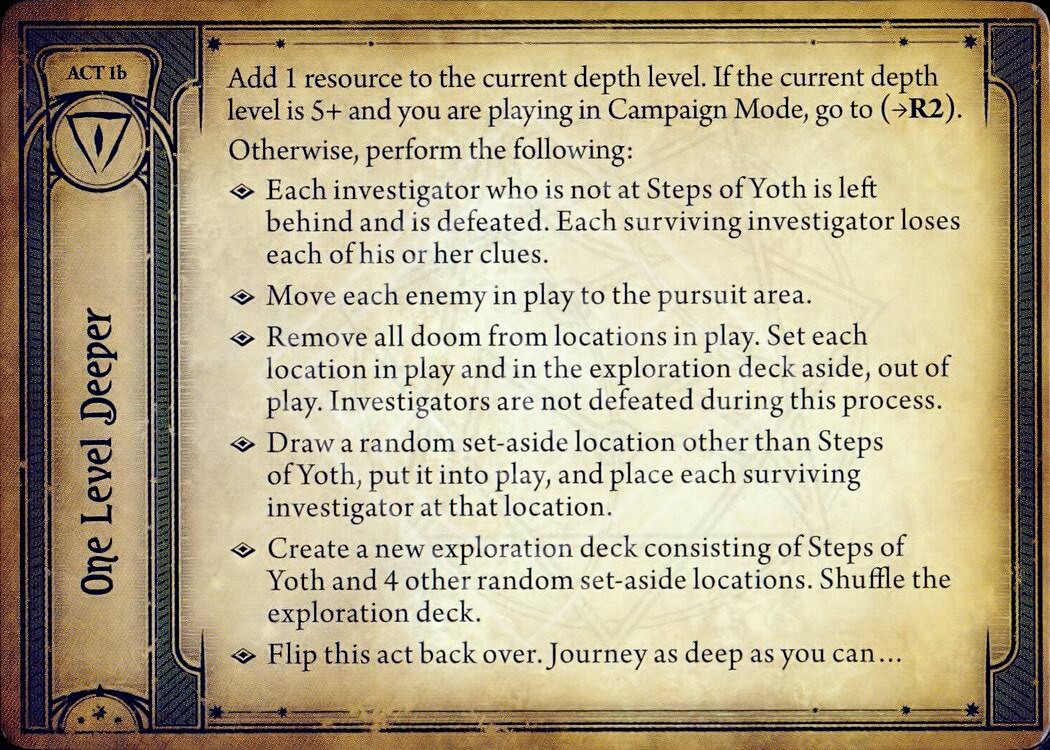 ACT 1b
One Level Deeper
Add 1 resource to the current depth level. If the current depth
level is 5+ and you are playing in Campaign Mode, go to (→R2).
Otherwise, perform the following:
Each investigator who is not at Steps of Yoth is left
behind and is defeated. Each surviving investigator loses
each of his or her clues.
Move each enemy in play to the pursuit area.
Remove all doom from locations in play. Set each
location in play and in the exploration deck aside, out of
play. Investigators are not defeated during this process.
Draw a random set-aside location other than Steps
of Yoth, put it into play, and place each surviving
investigator at that location.
Create a new exploration deck consisting of Steps of
Yoth and 4 other random set-aside locations. Shuffle the
exploration deck.
Flip this act back over. Journey as deep as you can…